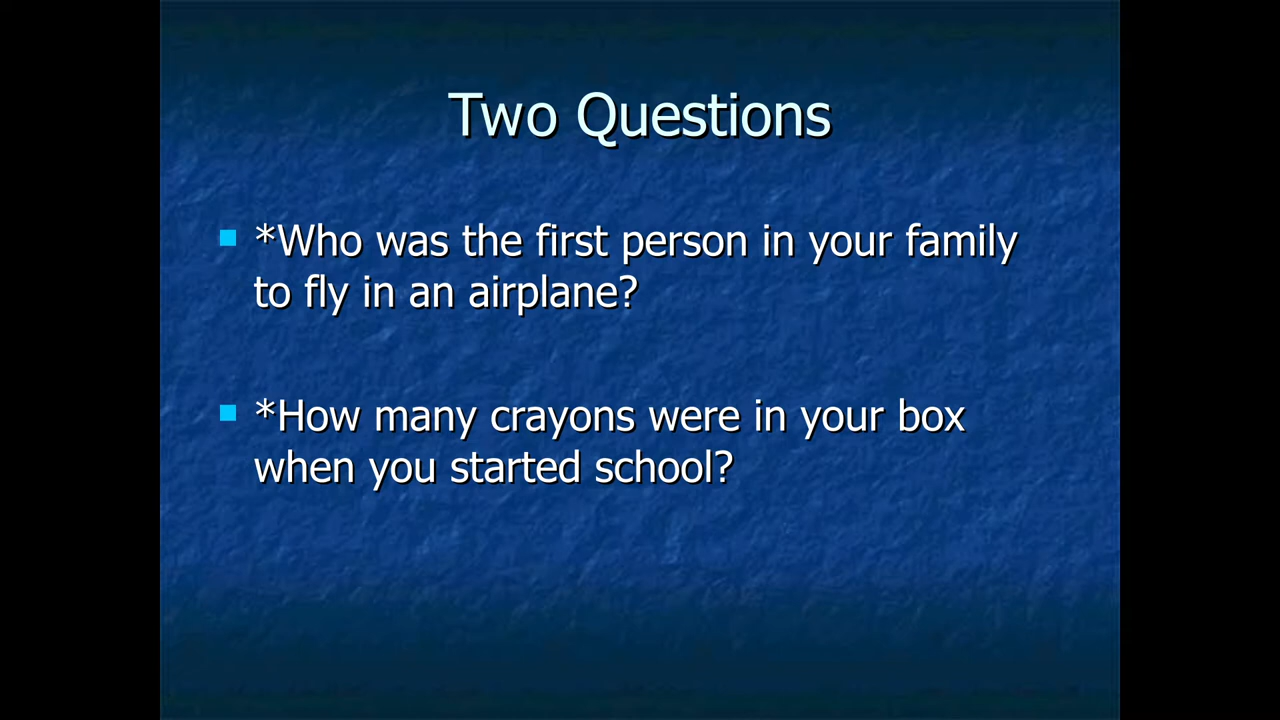 Two Questions
*Who was the first person in your family
to fly in an airplane?
*How many crayons were in your box
when you started school?